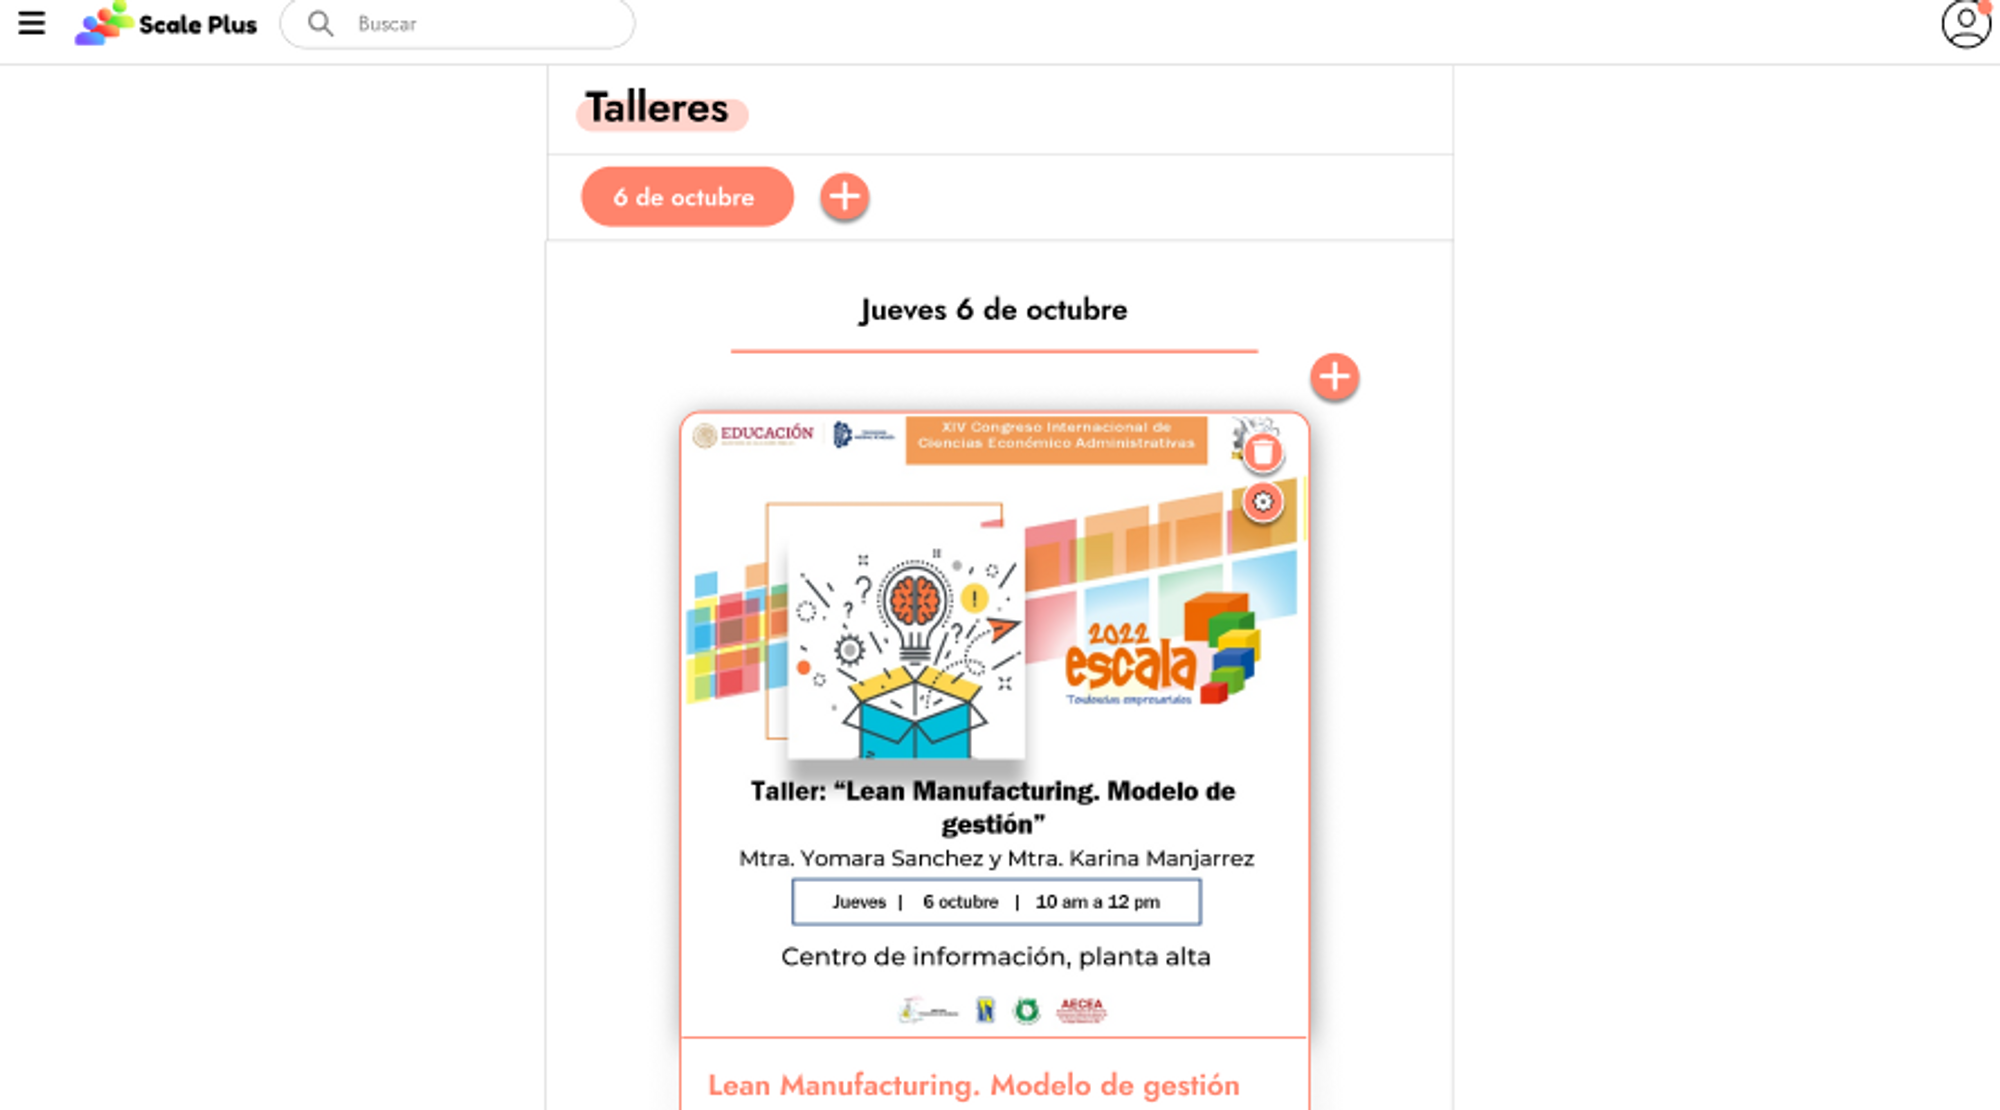 Scale Plus
Buscar
Talleres
6 de octubre
Jueves 6 de octubre
EDUCACIÓN
XIV Congreso Internacional de
Ciencias Económico Administrativas
2022
escala
Tendencias empresariales
Taller: “Lean Manufacturing. Modelo de
gestión”
Mtra. Yomara Sanchez y Mtra. Karina Manjarrez
Jueves | 6 octubre | 10 am a 12 pm
Centro de información, planta alta
AECEA
Lean Manufacturing. Modelo de gestión